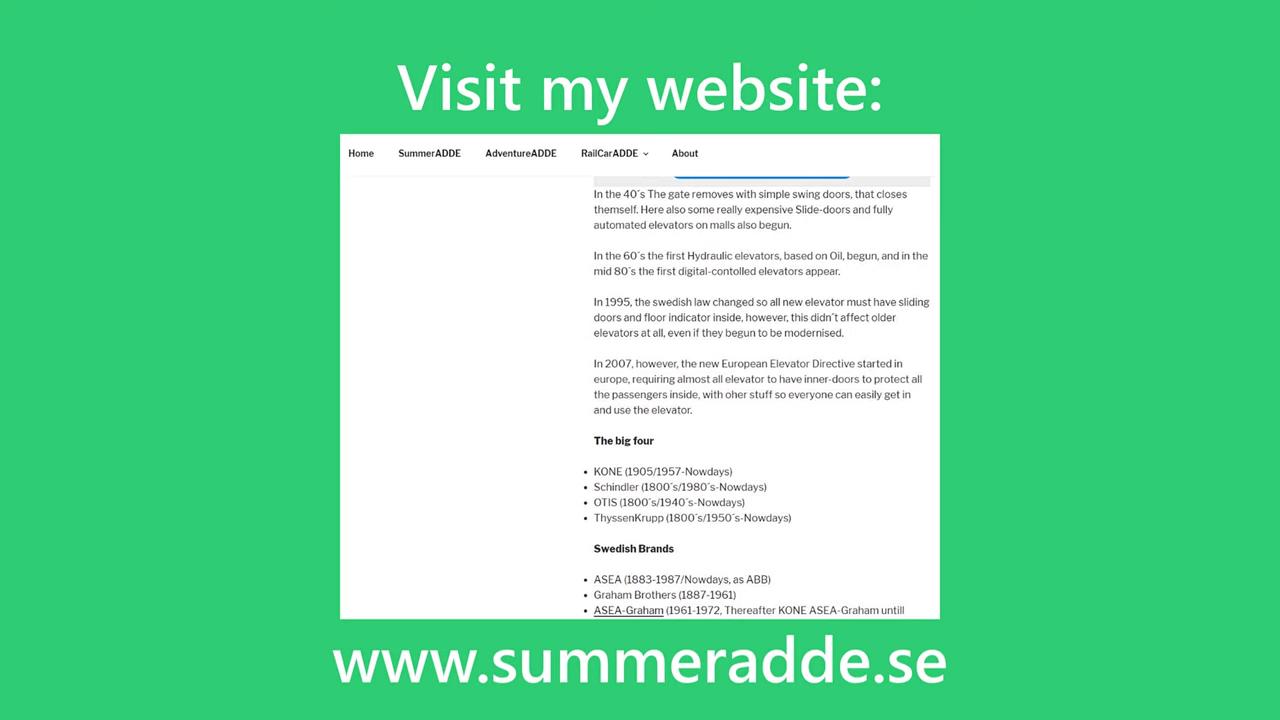 Visit my website:
Home SummerADDE AdventureADDE RailCarADDE About
In the 40´s The gate removes with simple swing doors, that closes
themself. Here also some really expensive Slide-doors and fully
automated elevators on malls also begun.
In the 60´s the first Hydraulic elevators, based on Oil, begun, and in the
mid 80´s the first digital-contolled elevators appear.
In 1995, the swedish law changed so all new elevator must have sliding
doors and floor indicator inside, however, this didn´t affect older
elevators at all, even if they begun to be modernised.
In 2007, however, the new European Elevator Directive started in
europe, requiring almost all elevator to have inner-doors to protect all
the passengers inside, with oher stuff so everyone can easily get in
and use the elevator.
The big four
• KONE (1905/1957-Nowdays)
• Schindler (1800´s/1980´s-Nowdays)
• OTIS (1800´s/1940´s-Nowdays)
• ThyssenKrupp (1800´s/1950´s-Nowdays)
Swedish Brands
• ASEA (1883-1987/Nowdays, as ABB)
• Graham Brothers (1887-1961)
• ASEA-Graham (1961-1972, Thereafter KONE ASEA-Graham untill
www.summeradde.se